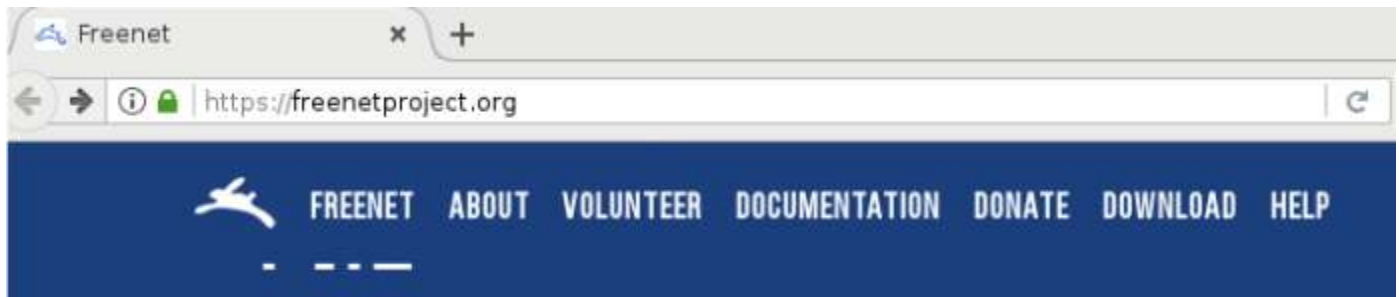 Freenet
https://freenetproject.org
FREENET ABOUT VOLUNTEER DOCUMENTATION DONATE DOWNLOAD HELP